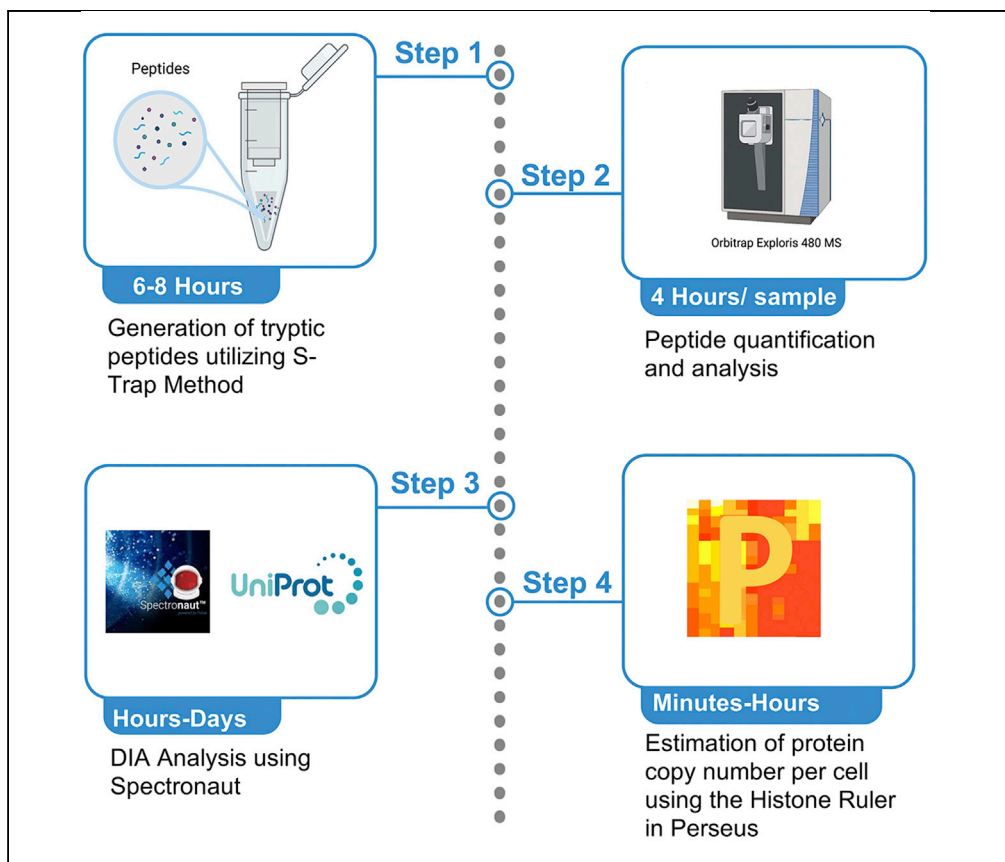 Step 1
Peptides
6-8 Hours
Generation of tryptic
peptides utilizing S-
Trap Method
Step 2
Orbitrap Exploris 480 MS
4 Hours/ sample
Peptide quantification
and analysis
Step 3
Spectronaut™
UniProt
Hours-Days
DIA Analysis using
Spectronaut
Step 4
P
Minutes-Hours
Estimation of protein
copy number per cell
using the Histone Ruler
in Perseus